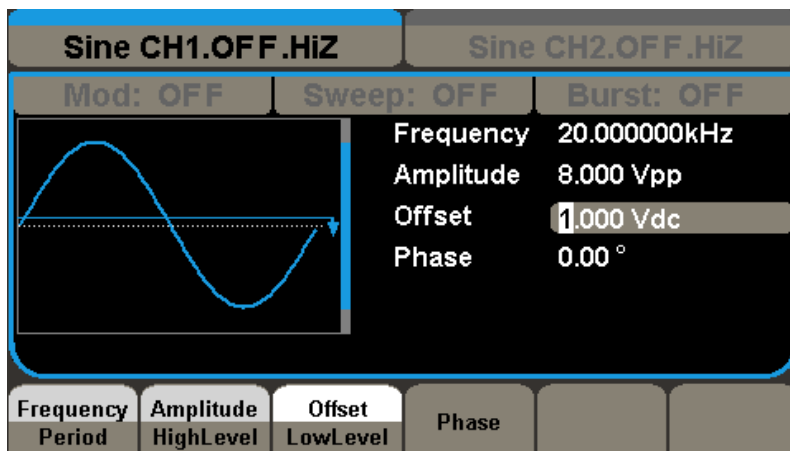 Sine CH1.OFF.HiZ
Sine CH2.OFF.HiZ
Mod: OFF
Sweep: OFF
Burst: OFF
Frequency 20.000000kHz
Amplitude 8.000 Vpp
Offset 1.000 Vdc
Phase 0.00 °
Frequency
Period
Amplitude
HighLevel
Offset
LowLevel
Phase